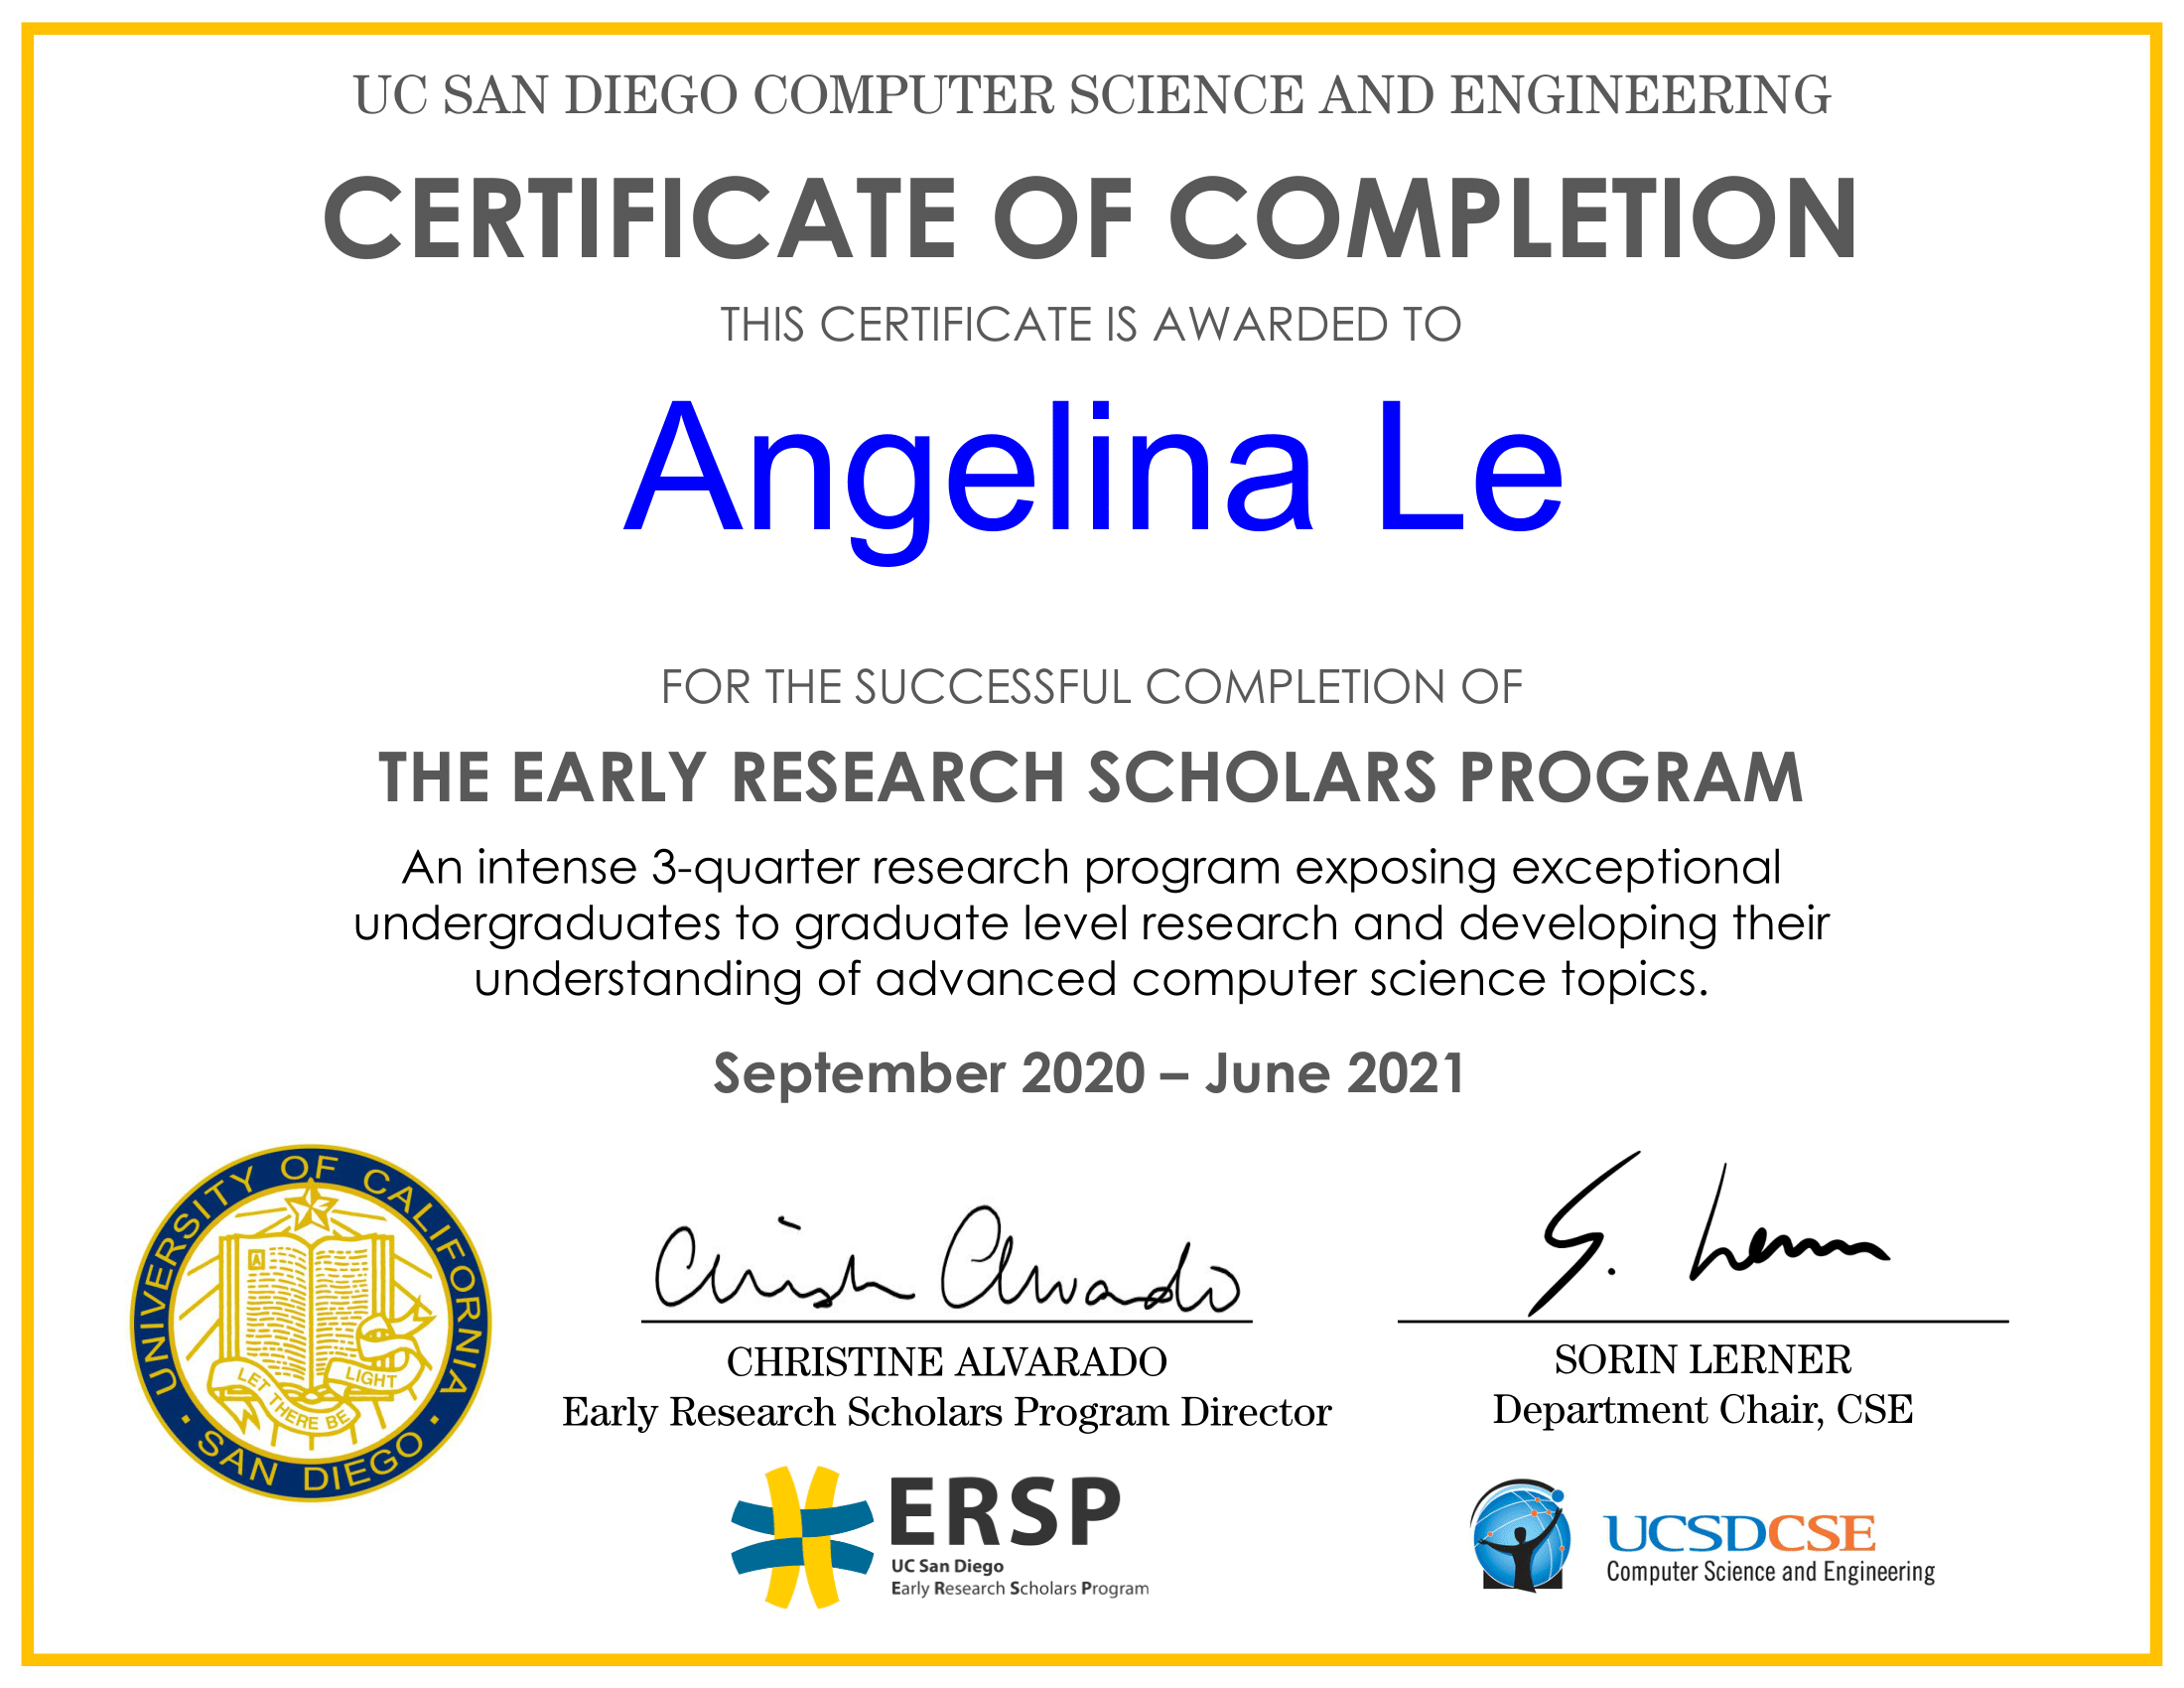 UC SAN DIEGO COMPUTER SCIENCE AND ENGINEERING
CERTIFICATE OF COMPLETION
THIS CERTIFICATE IS AWARDED TO
Angelina Le
FOR THE SUCCESSFUL COMPLETION OF
THE EARLY RESEARCH SCHOLARS PROGRAM
An intense 3-quarter research program exposing exceptional
undergraduates to graduate level research and developing their
understanding of advanced computer science topics.
September 2020 – June 2021
UNIVERSITY OF CALIFORNIA
SAN DIEGO
A
LET THERE BE LIGHT
Christine Alvarado
S. Lerner
CHRISTINE ALVARADO
Early Research Scholars Program Director
SORIN LERNER
Department Chair, CSE
ERSP
UC San Diego
Early Research Scholars Program
UCSDCSE
Computer Science and Engineering